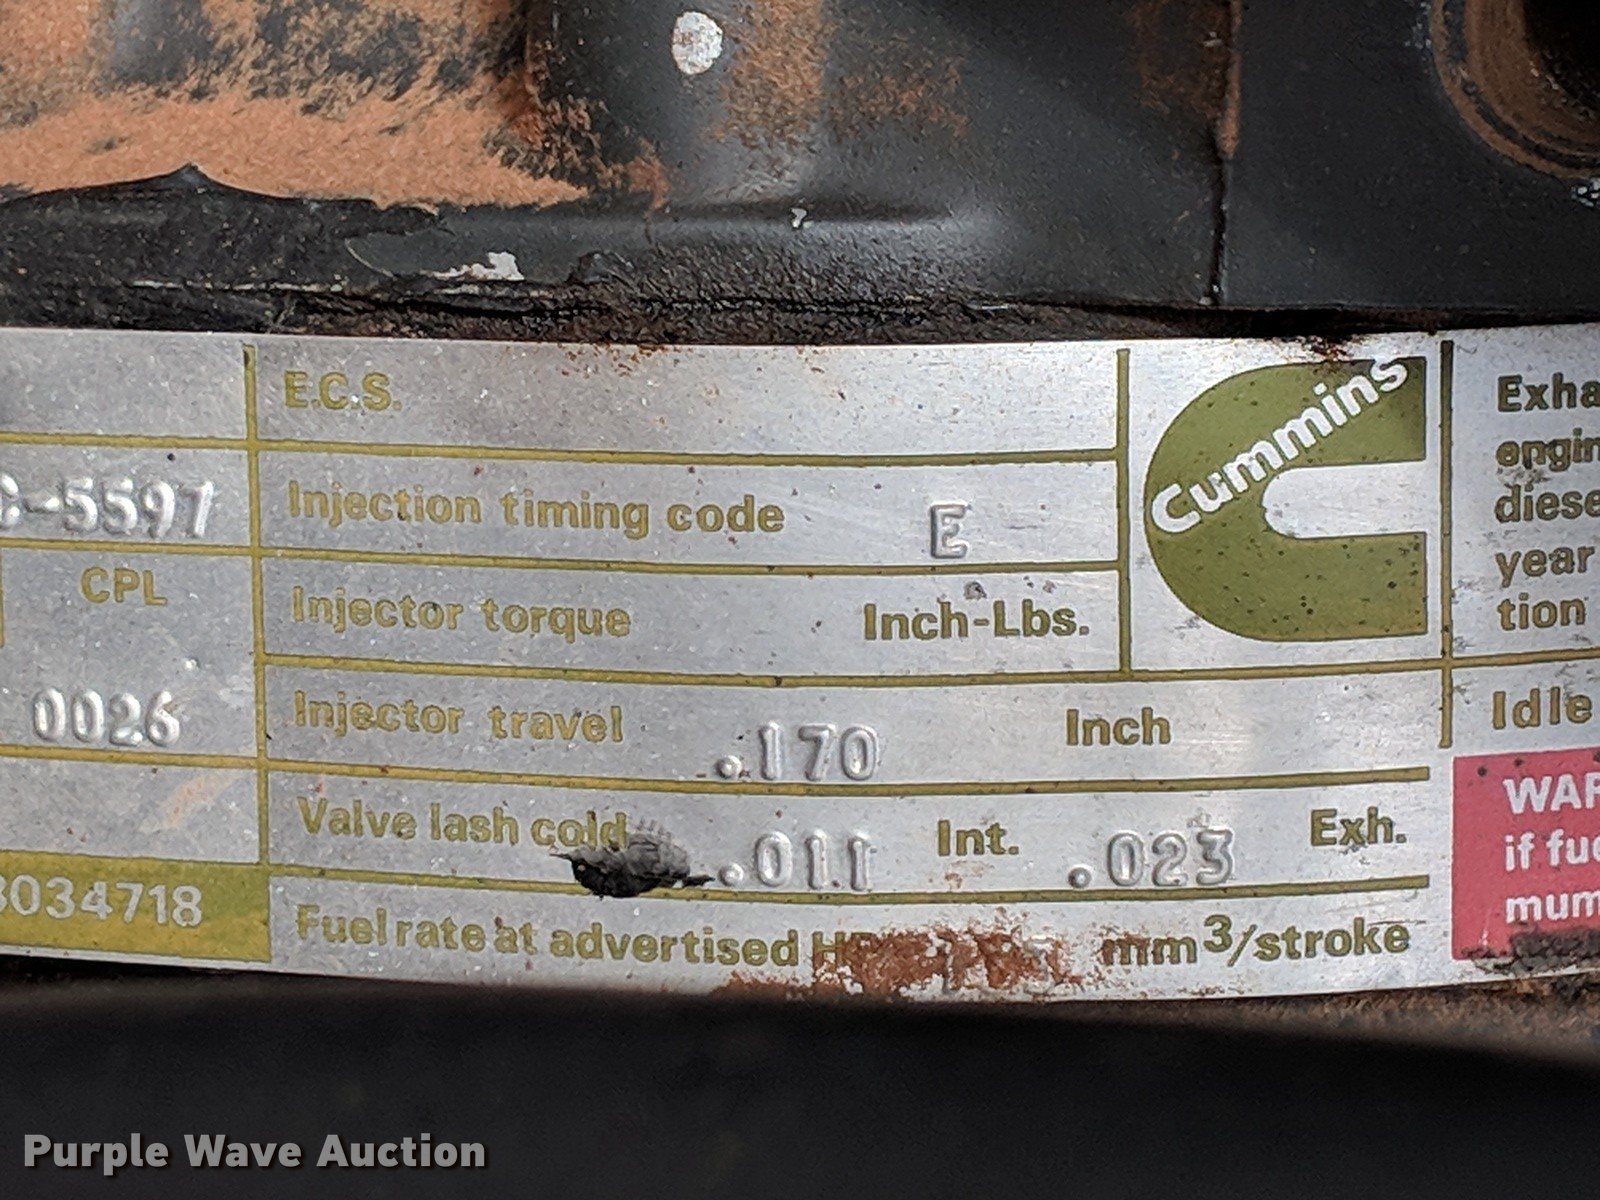 E.C.S.
-5597
Injection timing code E
CPL
Injector torque Inch-Lbs.
0026
Injector travel .170 Inch
Valve lash cold .011 Int. .023 Exh.
3034718
Fuel rate at advertised mm³/stroke
Cummins
Exha
engin
diese
year
tion
Idle
WAR
if fue
mum
Purple Wave Auction